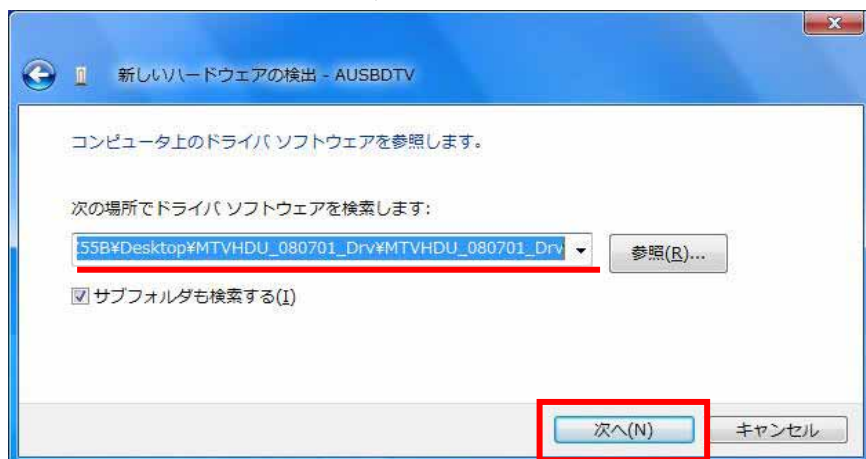 新しいハードウェアの検出 - AUSBDTV
コンピュータ上のドライバ ソフトウェアを参照します。
次の場所でドライバ ソフトウェアを検索します:
:55B¥Desktop¥MTVHDU_080701_Drv¥MTVHDU_080701_Drv
参照(R)...
サブフォルダも検索する(I)
次へ(N)
キャンセル